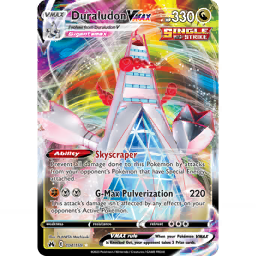 VMAX Duraludon VMAX 330
Evolves from Duraludon V
Gigantamax
SINGLE STRIKE
Ability Skyscraper
Prevent all damage done to this Pokémon by attacks
from your opponent's Pokémon that have Special Energy
attached.
G-Max Pulverization 220
This attack's damage isn't affected by any effects on
your opponent's Active Pokémon.
VMAX rule
When your Pokémon VMAX
is Knocked Out, your opponent takes 3 Prize cards.